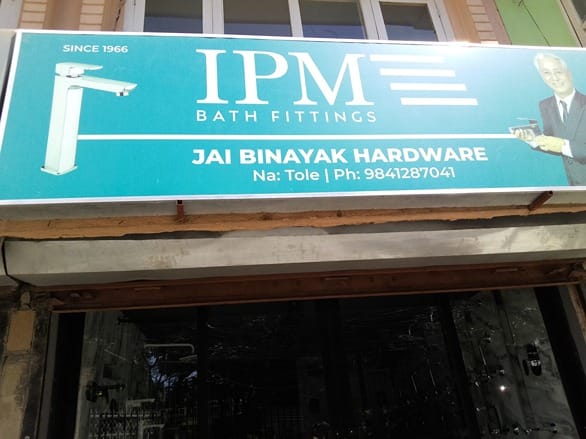 SINCE 1966
IPM
BATH FITTINGS
JAI BINAYAK HARDWARE
Na: Tole | Ph: 9841287041